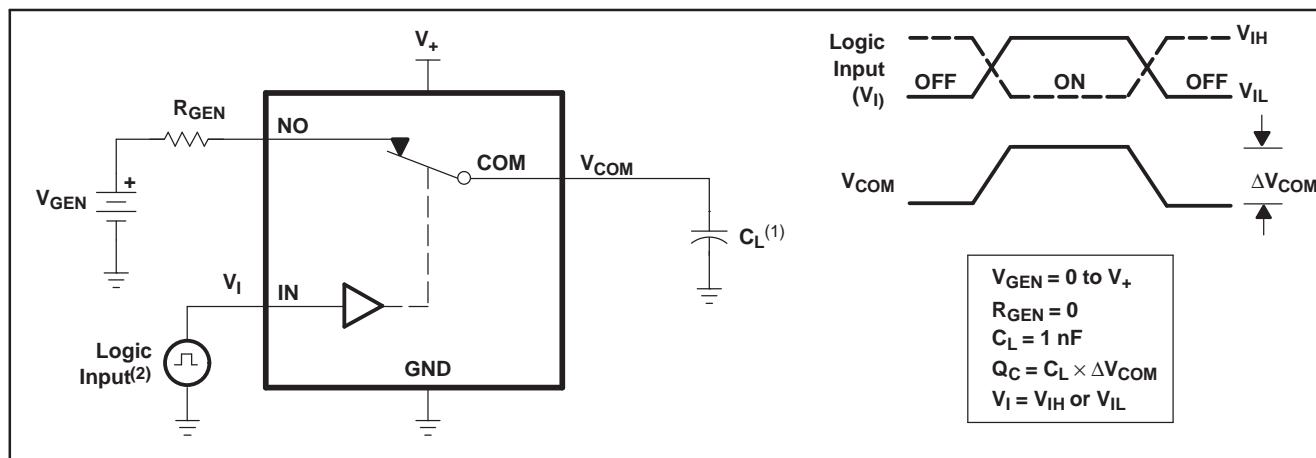 V+
RGEN
NO
COM
VCOM
VGEN
+
CL(1)
VI
IN
Logic
Input(2)
GND
Logic
Input
(VI)
VIH
OFF
ON
OFF
VIL
VCOM
ΔVCOM
VGEN = 0 to V+
RGEN = 0
CL = 1 nF
QC = CL × ΔVCOM
VI = VIH or VIL